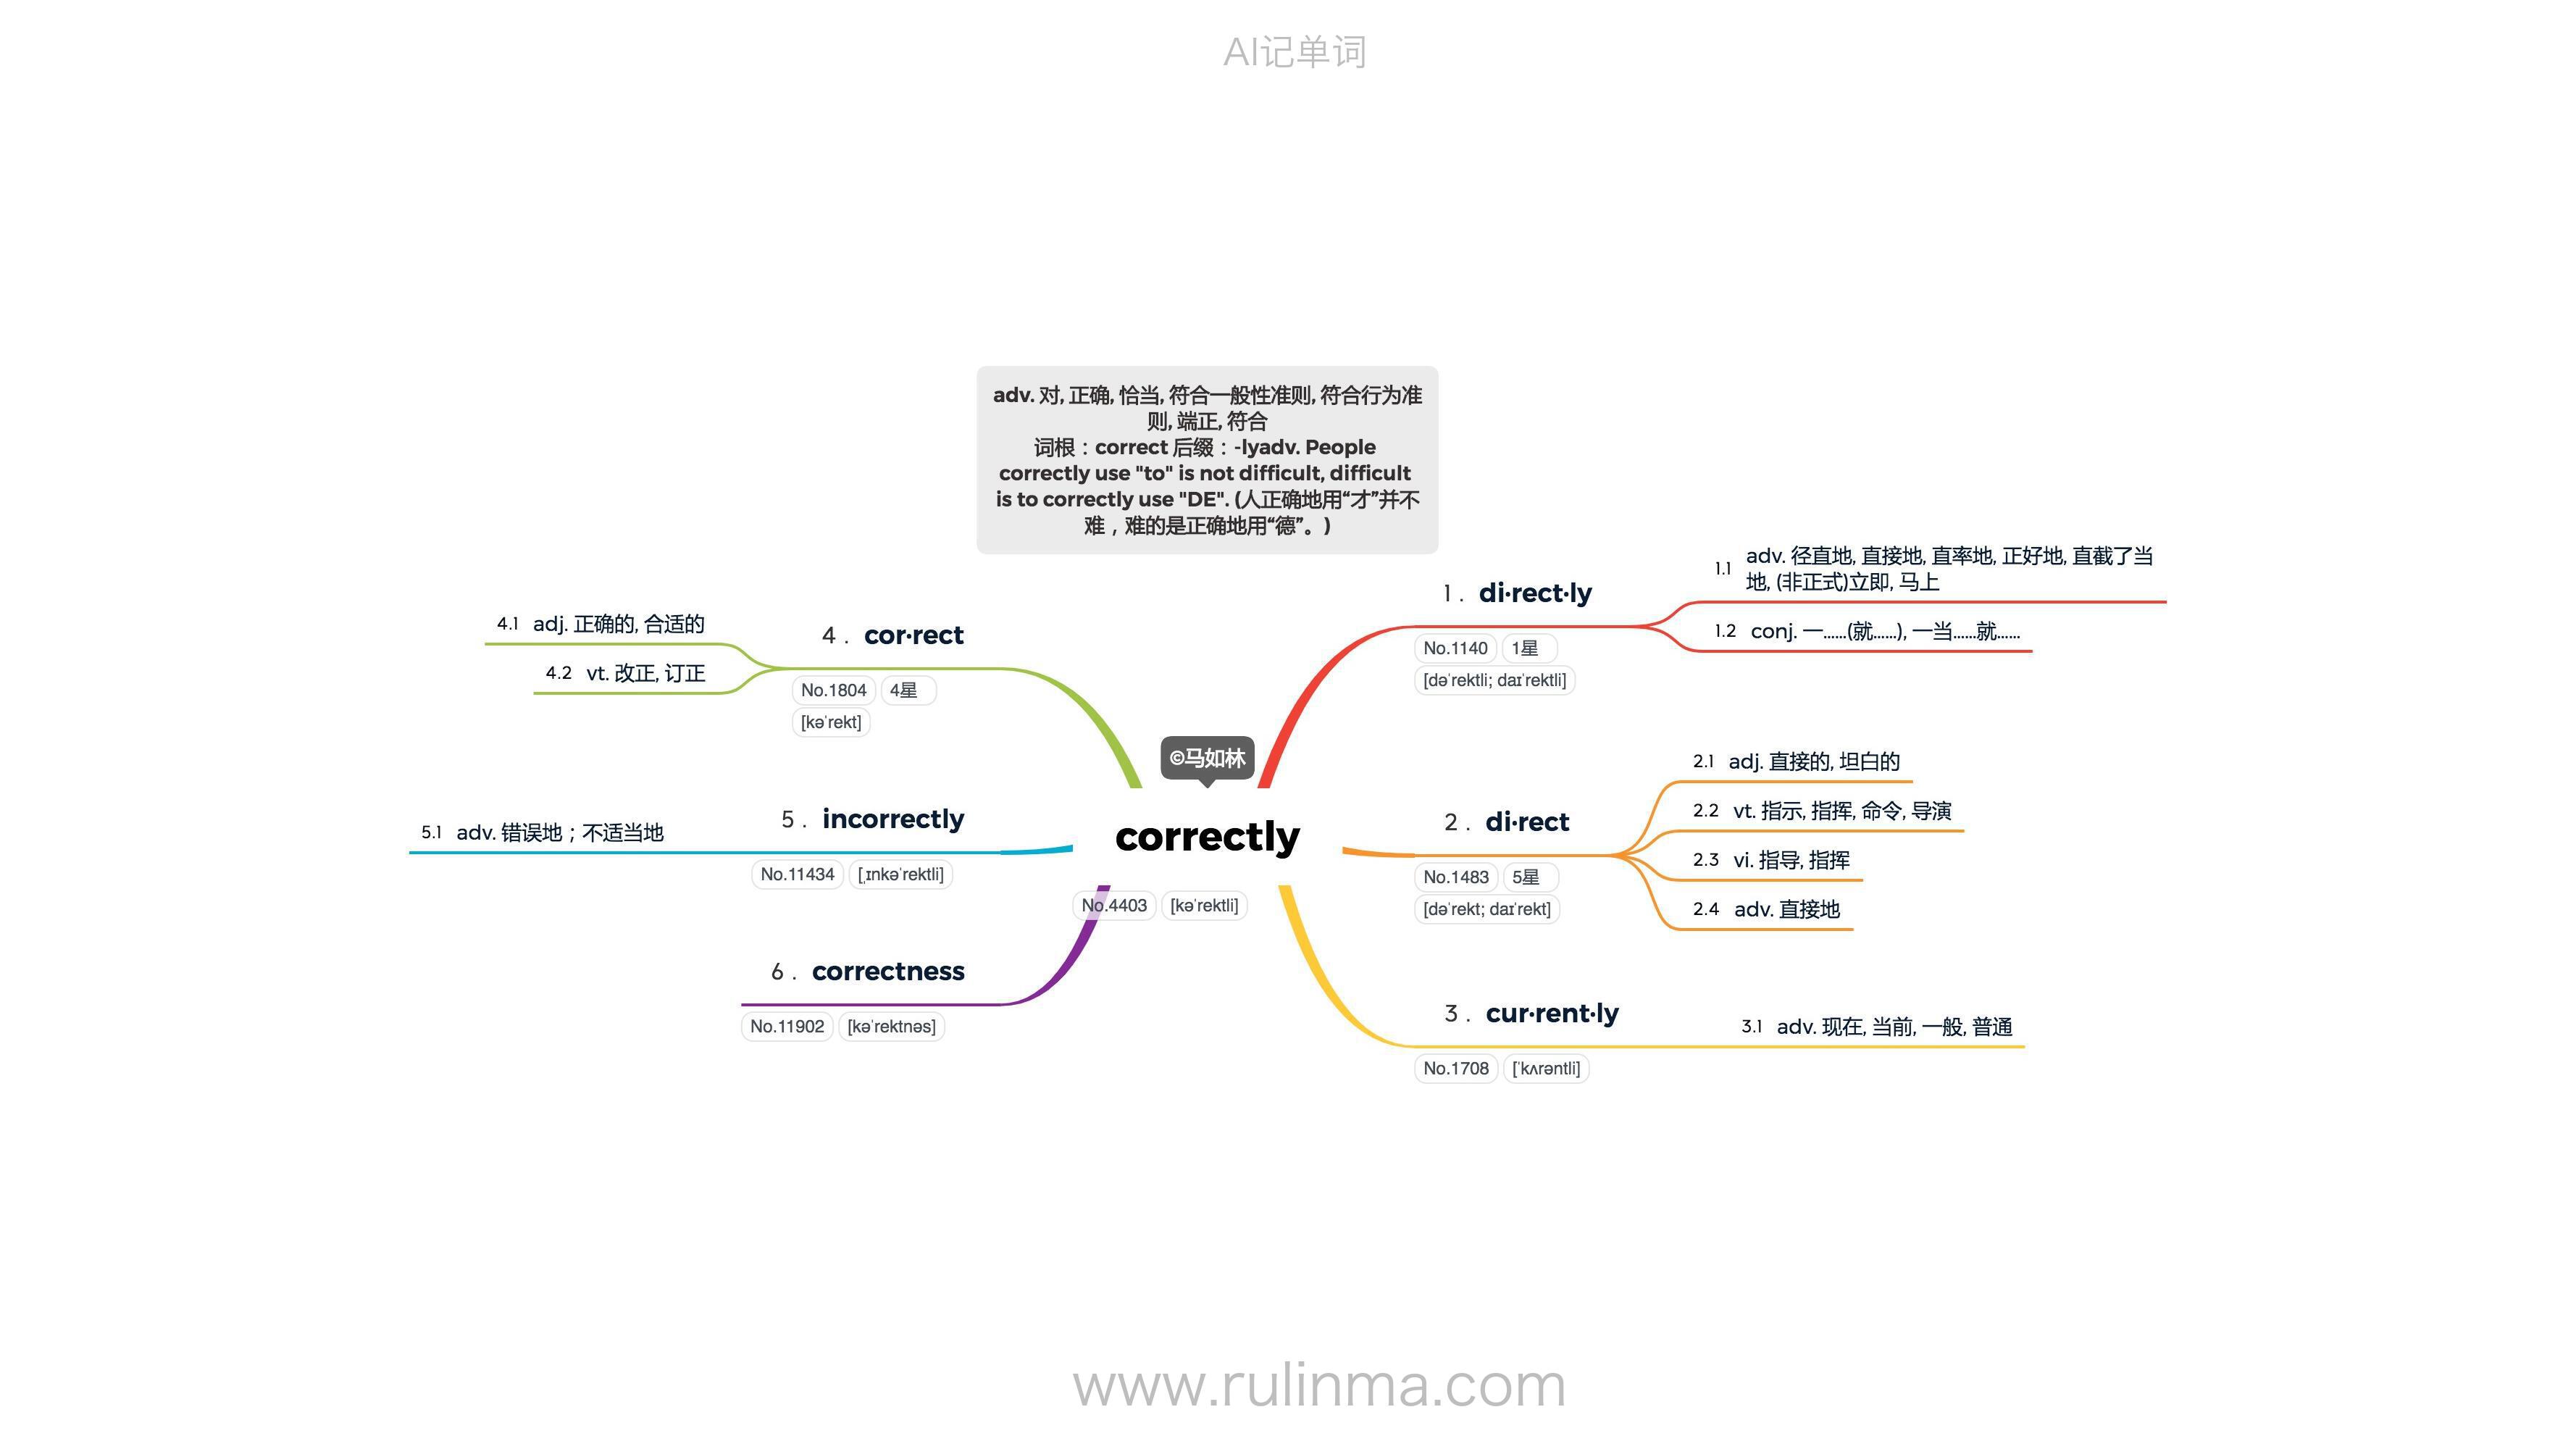 AI记单词
adv. 对, 正确, 恰当, 符合一般性准则, 符合行为准
则, 端正, 符合
词根：correct 后缀：-lyadv. People
correctly use "to" is not difficult, difficult
is to correctly use "DE". (人正确地用“才”并不
难，难的是正确地用“德”。)
©马如林
correctly
No.4403 [kəˈrektli]
1 . di·rect·ly
No.1140 1星
[dəˈrektli; daɪˈrektli]
1.1 adv. 径直地, 直接地, 直率地, 正好地, 直截了当
地, (非正式)立即, 马上
1.2 conj. 一……(就……), 一当……就……
2 . di·rect
No.1483 5星
[dəˈrekt; daɪˈrekt]
2.1 adj. 直接的, 坦白的
2.2 vt. 指示, 指挥, 命令, 导演
2.3 vi. 指导, 指挥
2.4 adv. 直接地
3 . cur·rent·ly
No.1708 [ˈkʌrəntli]
3.1 adv. 现在, 当前, 一般, 普通
4 . cor·rect
No.1804 4星
[kəˈrekt]
4.1 adj. 正确的, 合适的
4.2 vt. 改正, 订正
5 . incorrectly
No.11434 [ˌɪnkəˈrektli]
5.1 adv. 错误地；不适当地
6 . correctness
No.11902 [kəˈrektnəs]
www.rulinma.com